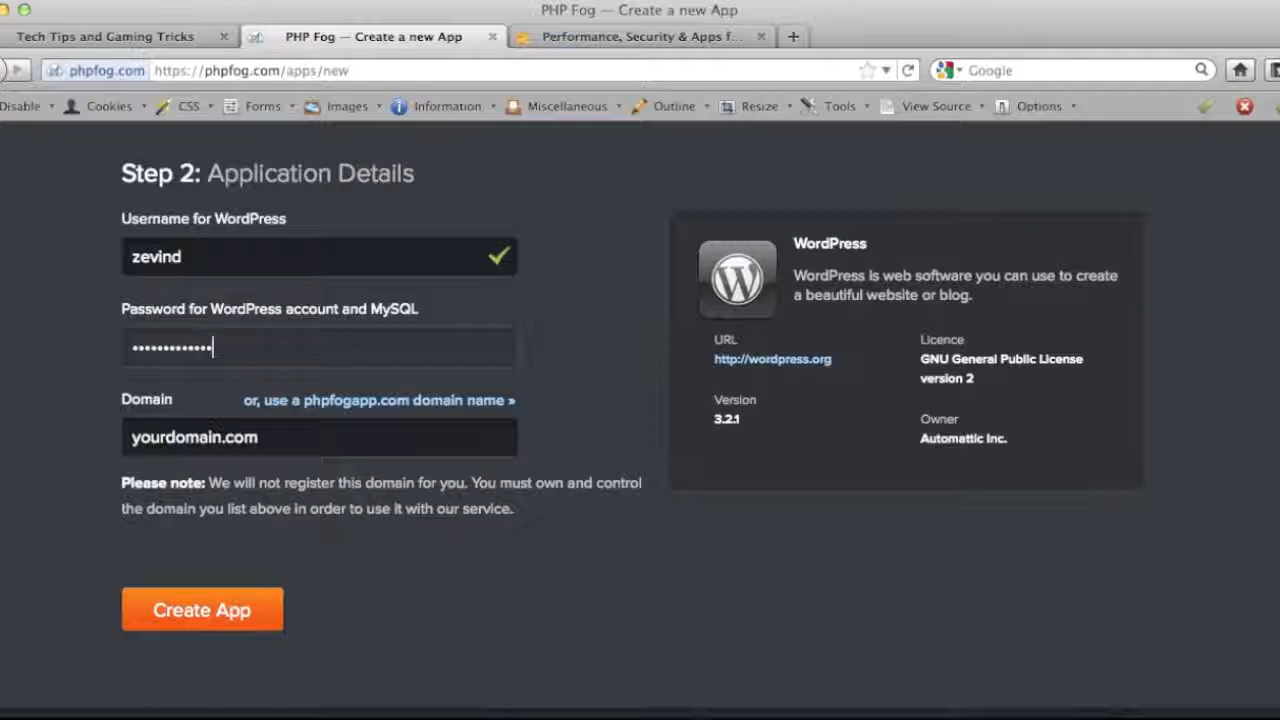 PHP Fog — Create a new App
Tech Tips and Gaming Tricks
PHP Fog — Create a new App
Performance, Security & Apps f...
phpfog.com https://phpfog.com/apps/new
Google
Disable Cookies CSS Forms Images Information Miscellaneous Outline Resize Tools View Source Options
Step 2: Application Details
Username for WordPress
zevind
Password for WordPress account and MySQL
•••••••••••••
Domain or, use a phpfogapp.com domain name »
yourdomain.com
Please note: We will not register this domain for you. You must own and control
the domain you list above in order to use it with our service.
Create App
WordPress
WordPress is web software you can use to create
a beautiful website or blog.
URL
http://wordpress.org
Licence
GNU General Public License
version 2
Version
3.2.1
Owner
Automattic Inc.